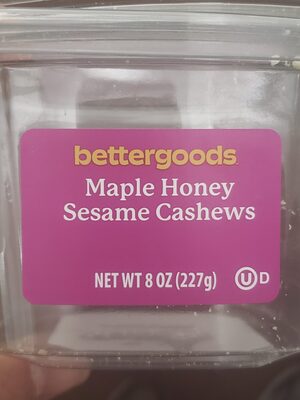 bettergoods
Maple Honey
Sesame Cashews
NET WT 8 OZ (227g) Ⓤ D